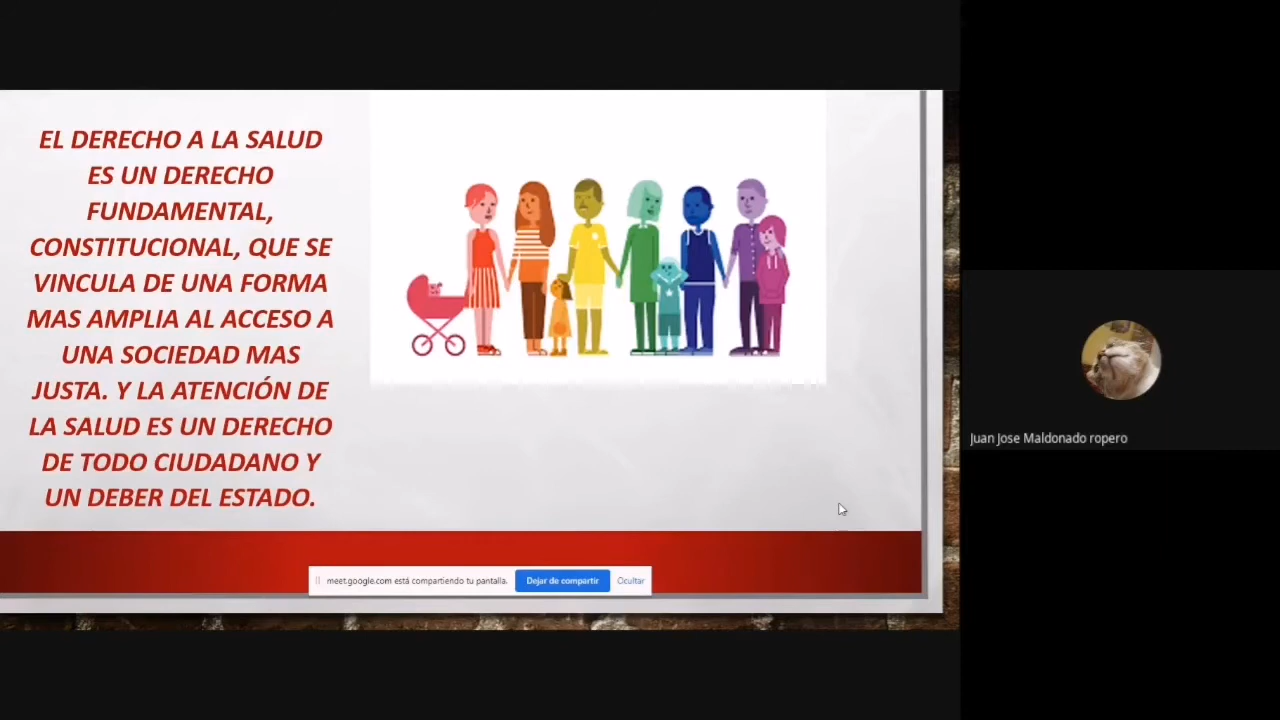 EL DERECHO A LA SALUD
ES UN DERECHO
FUNDAMENTAL,
CONSTITUCIONAL, QUE SE
VINCULA DE UNA FORMA
MAS AMPLIA AL ACCESO A
UNA SOCIEDAD MAS
JUSTA. Y LA ATENCIÓN DE
LA SALUD ES UN DERECHO
DE TODO CIUDADANO Y
UN DEBER DEL ESTADO.
meet.google.com está compartiendo tu pantalla. Dejar de compartir Ocultar
Juan Jose Maldonado ropero